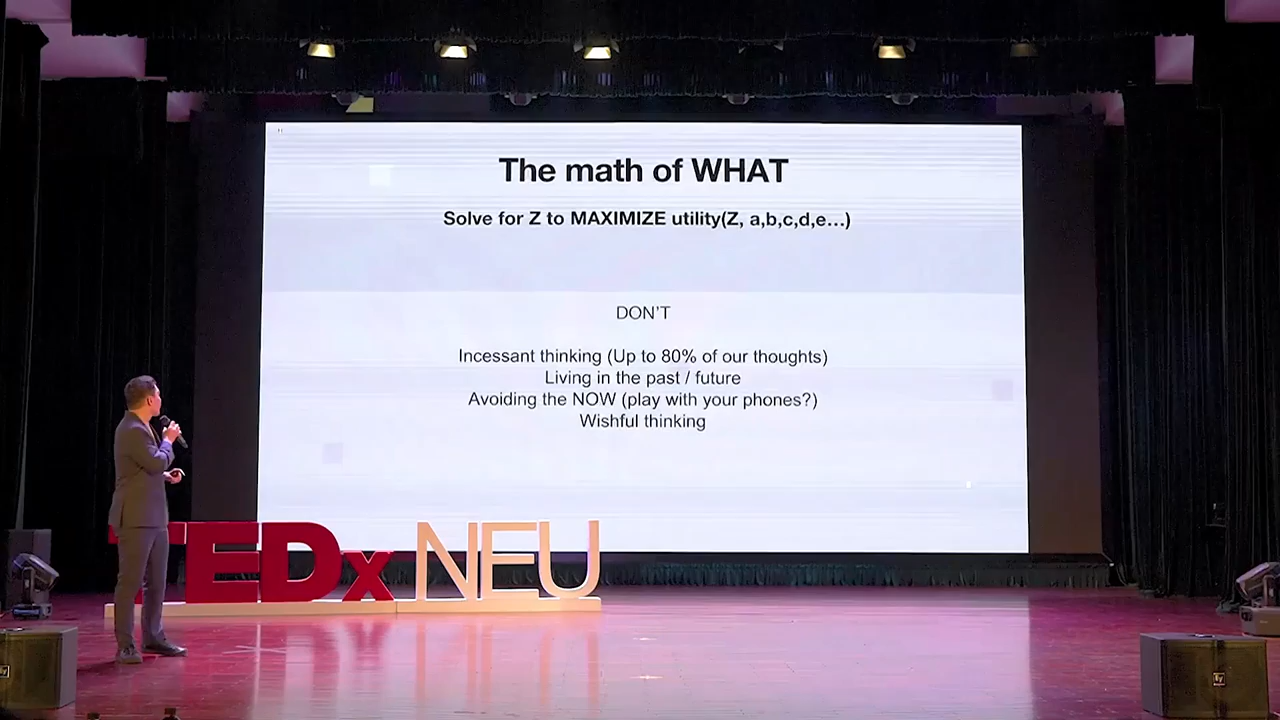 The math of WHAT
Solve for Z to MAXIMIZE utility(Z, a,b,c,d,e...)
DON'T
Incessant thinking (Up to 80% of our thoughts)
Living in the past / future
Avoiding the NOW (play with your phones?)
Wishful thinking
TEDxNEU